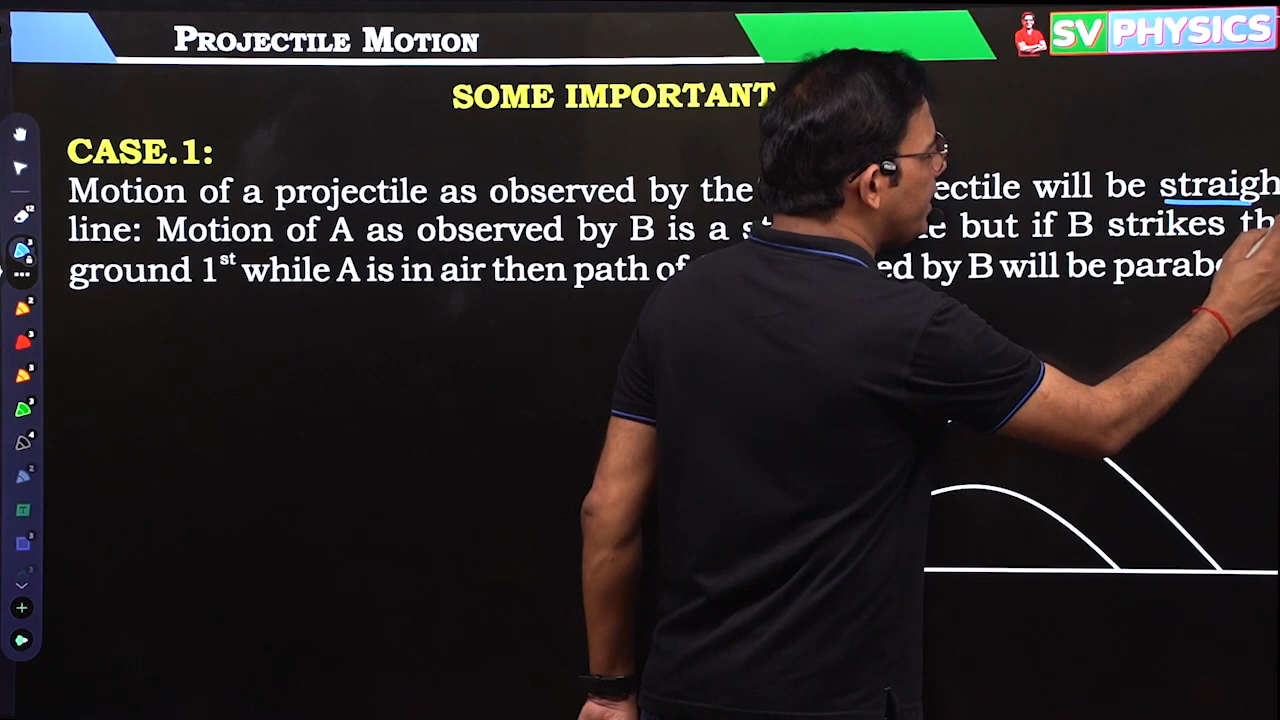 PROJECTILE MOTION
SV PHYSICS
SOME IMPORTANT
CASE.1:
Motion of a projectile as observed by the ectile will be straigh
line: Motion of A as observed by B is a but if B strikes th
ground 1st while A is in air then path of ed by B will be parabo